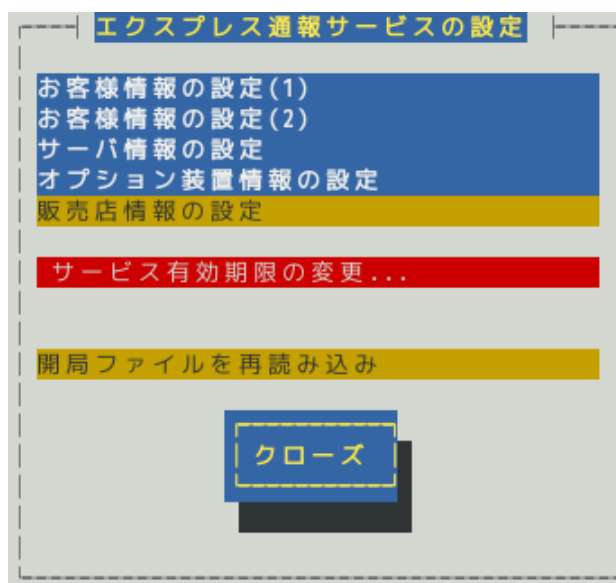 エクスプレス通報サービスの設定
お客様情報の設定(1)
お客様情報の設定(2)
サーバ情報の設定
オプション装置情報の設定
販売店情報の設定
サービス有効期限の変更...
開局ファイルを再読み込み
クローズ